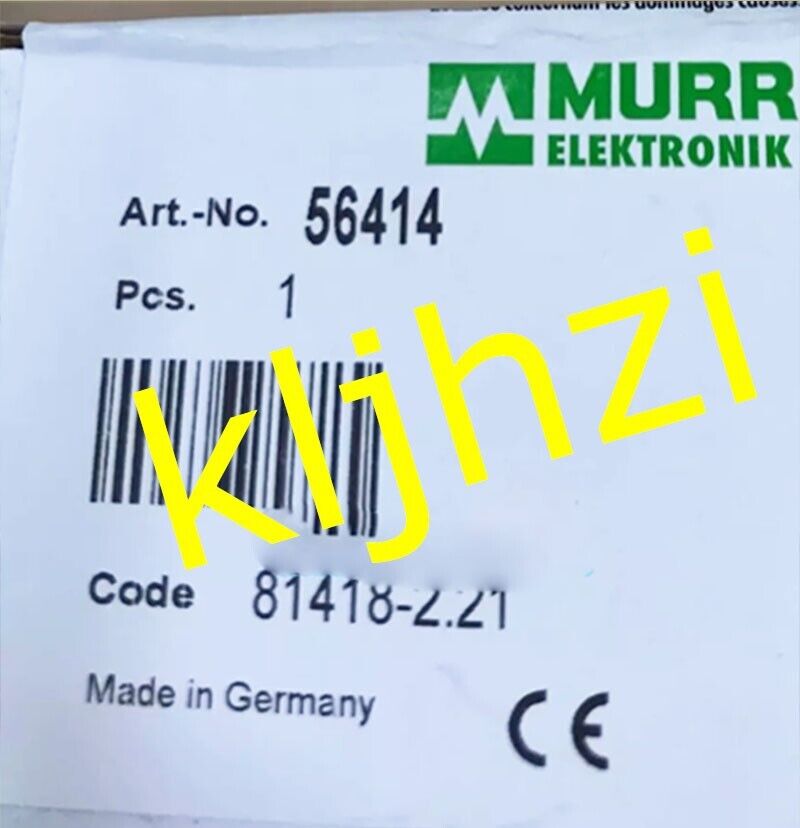 MURR
ELEKTRONIK
Art.-No. 56414
Pcs. 1
kljhzi
Code 81418-2.21
Made in Germany
CE